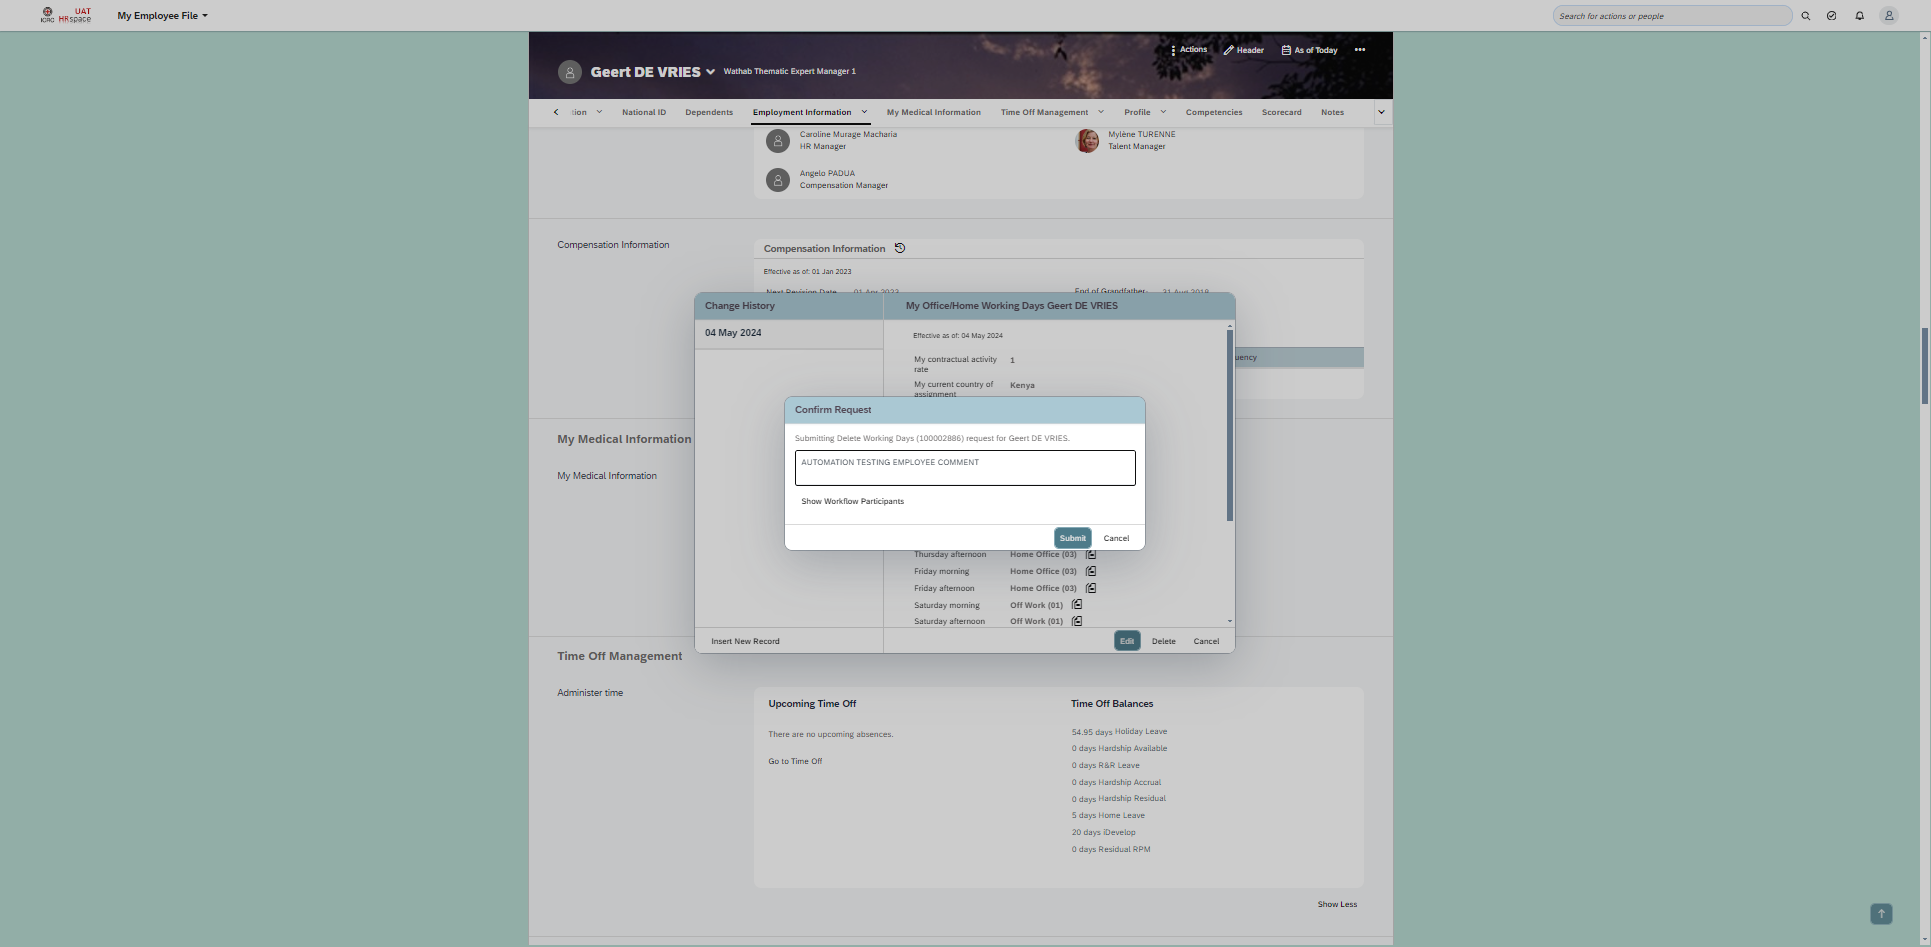 ICRC
UAT
HRspace
My Employee File
Search for actions or people
Actions
Header
As of Today
Geert DE VRIES
Wathab Thematic Expert Manager 1
tion
National ID
Dependents
Employment Information
My Medical Information
Time Off Management
Profile
Competencies
Scorecard
Notes
Caroline Murage Macharia
HR Manager
Mylène TURENNE
Talent Manager
Angelo PADUA
Compensation Manager
Compensation Information
Compensation Information
Effective as of: 01 Jan 2023
Next Revision Date
01 Apr 2023
End of Grandfather-
31 Aug 2018
uency
Change History
04 May 2024
Insert New Record
My Office/Home Working Days Geert DE VRIES
Effective as of: 04 May 2024
My contractual activity
rate
1
My current country of
assignment
Kenya
Confirm Request
Submitting Delete Working Days (100002886) request for Geert DE VRIES.
AUTOMATION TESTING EMPLOYEE COMMENT
Show Workflow Participants
Submit
Cancel
Thursday afternoon
Home Office (03)
Friday morning
Home Office (03)
Friday afternoon
Home Office (03)
Saturday morning
Off Work (01)
Saturday afternoon
Off Work (01)
Edit
Delete
Cancel
My Medical Information
My Medical Information
Time Off Management
Administer time
Upcoming Time Off
There are no upcoming absences.
Go to Time Off
Time Off Balances
54.95 days Holiday Leave
0 days Hardship Available
0 days R&R Leave
0 days Hardship Accrual
0 days Hardship Residual
5 days Home Leave
20 days iDevelop
0 days Residual RPM
Show Less